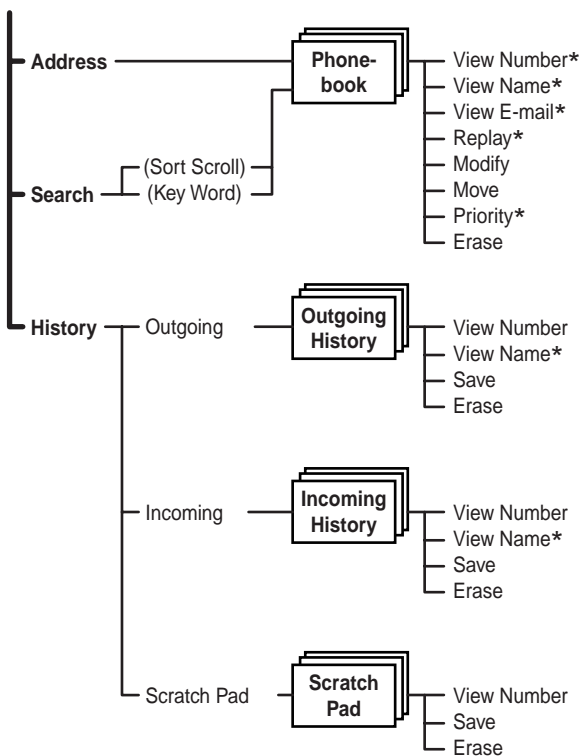 Address
Phone-
book
View Number*
View Name*
View E-mail*
Replay*
Modify
Move
Priority*
Erase
Search
(Sort Scroll)
(Key Word)
History
Outgoing
Outgoing
History
View Number
View Name*
Save
Erase
Incoming
Incoming
History
View Number
View Name*
Save
Erase
Scratch Pad
Scratch
Pad
View Number
Save
Erase